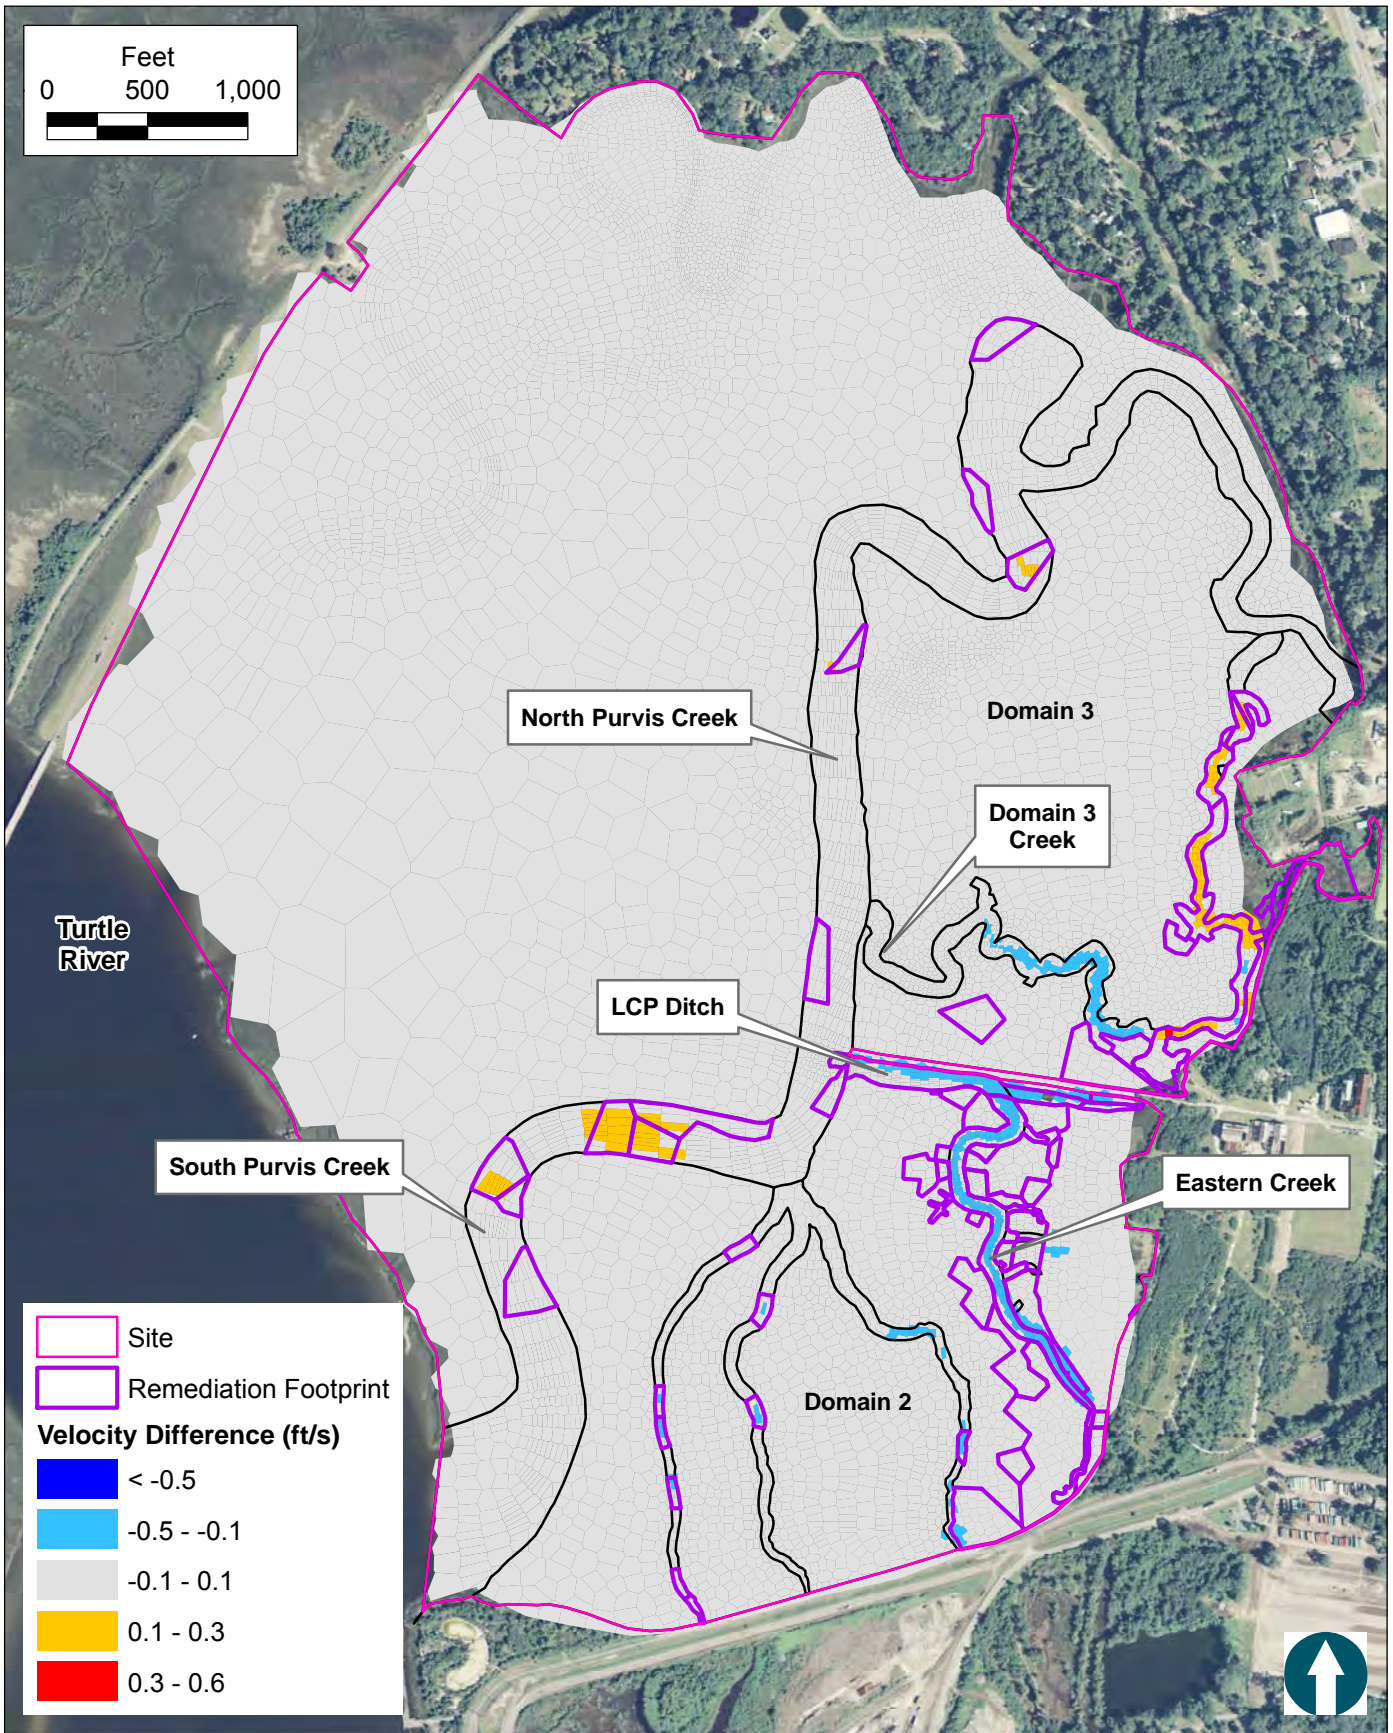 Feet
0 500 1,000
North Purvis Creek
Domain 3
Domain 3
Creek
Turtle
River
LCP Ditch
South Purvis Creek
Eastern Creek
Domain 2
Site
Remediation Footprint
Velocity Difference (ft/s)
< -0.5
-0.5 - -0.1
-0.1 - 0.1
0.1 - 0.3
0.3 - 0.6